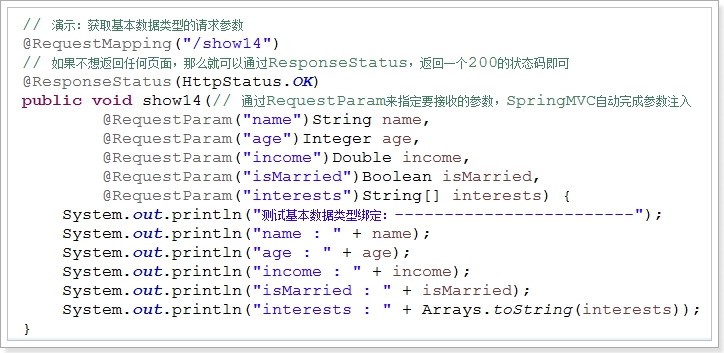 // 演示：获取基本数据类型的请求参数
@RequestMapping("/show14")
// 如果不想返回任何页面，那么就可以通过ResponseStatus，返回一个200的状态码即可
@ResponseStatus(HttpStatus.OK)
public void show14(// 通过RequestParam来指定要接收的参数，SpringMVC自动完成参数注入
        @RequestParam("name")String name,
        @RequestParam("age")Integer age,
        @RequestParam("income")Double income,
        @RequestParam("isMarried")Boolean isMarried,
        @RequestParam("interests")String[] interests) {
    System.out.println("测试基本数据类型绑定：------------------------");
    System.out.println("name : " + name);
    System.out.println("age : " + age);
    System.out.println("income : " + income);
    System.out.println("isMarried : " + isMarried);
    System.out.println("interests : " + Arrays.toString(interests));
}